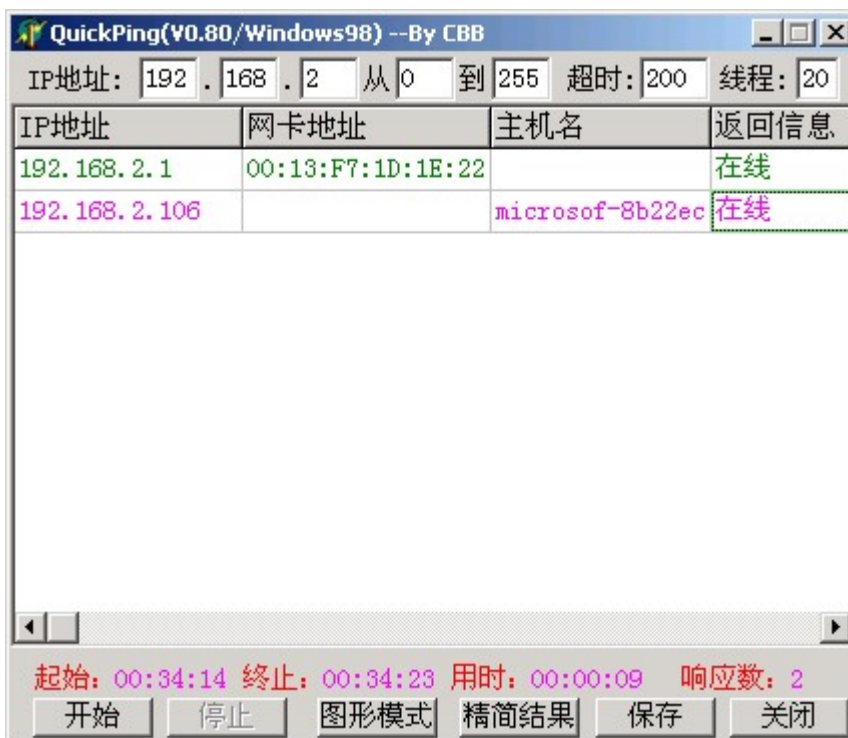 QuickPing(V0.80/Windows98) --By CBB
IP地址: 192 . 168 . 2 从 0 到 255 超时: 200 线程: 20
IP地址 网卡地址 主机名 返回信息
192.168.2.1 00:13:F7:1D:1E:22 在线
192.168.2.106 microsof-8b22ec 在线
起始: 00:34:14 终止: 00:34:23 用时: 00:00:09 响应数: 2
开始 停止 图形模式 精简结果 保存 关闭